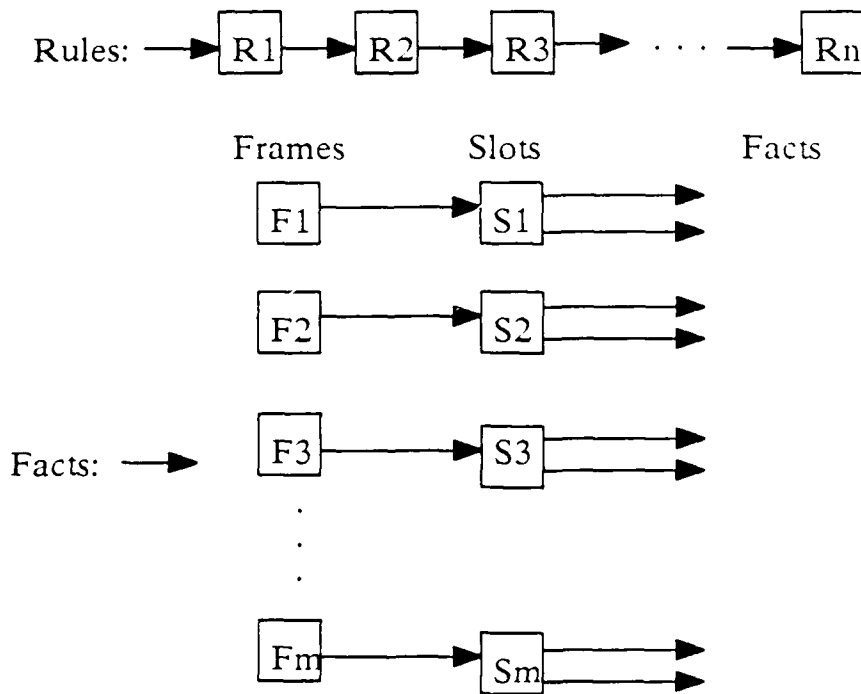 Rules: R1 R2 R3 . . . Rn
Frames Slots Facts
F1 S1
F2 S2
Facts: F3 S3
.
.
.
Fm Sm